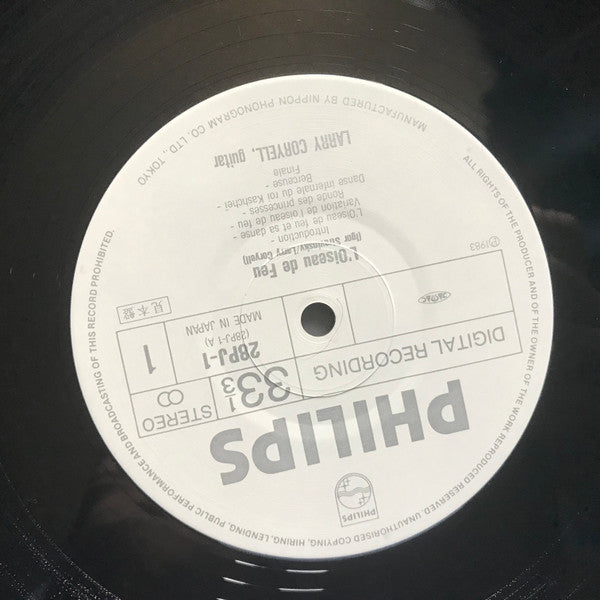 PHILIPS
PHILIPS
DIGITAL RECORDING
33 1/3
STEREO
28PJ-1
(28PJ-1-A)
MADE IN JAPAN
1
見本盤
JASRAC
℗1983
L'Oiseau de Feu
(Igor Stravinsky/Larry Coryell)
Introduction -
L'Oiseau de feu et sa danse -
Variation de l'oiseau de feu -
Ronde des princesses -
Danse infernale du roi Kastchei -
Berceuse -
Finale
LARRY CORYELL, guitar
ALL RIGHTS OF THE PRODUCER AND OF THE OWNER OF THE WORK REPRODUCED RESERVED. UNAUTHORISED COPYING, HIRING, LENDING, PUBLIC PERFORMANCE AND BROADCASTING OF THIS RECORD PROHIBITED.
MANUFACTURED BY NIPPON PHONOGRAM CO., LTD., TOKYO